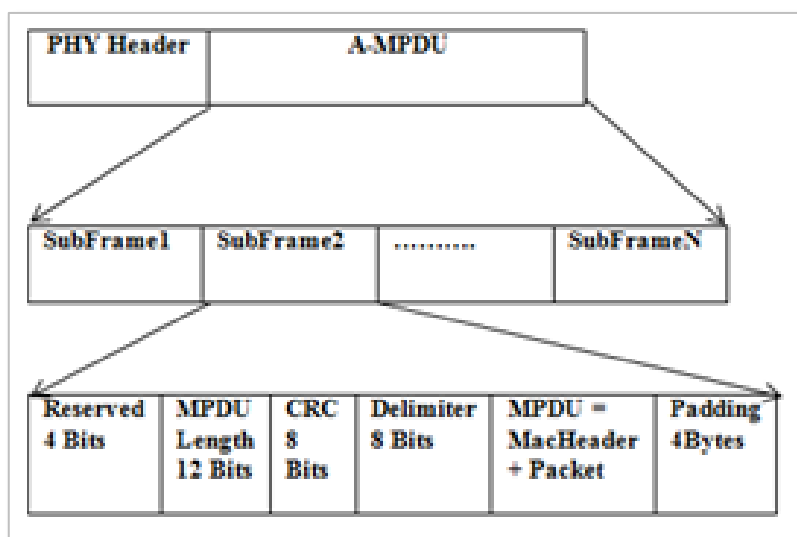 PHY Header
A-MPDU
SubFrame1
SubFrame2
..........
SubFrameN
Reserved
4 Bits
MPDU
Length
12 Bits
CRC
8
Bits
Delimiter
8 Bits
MPDU =
MacHeader
+ Packet
Padding
4Bytes